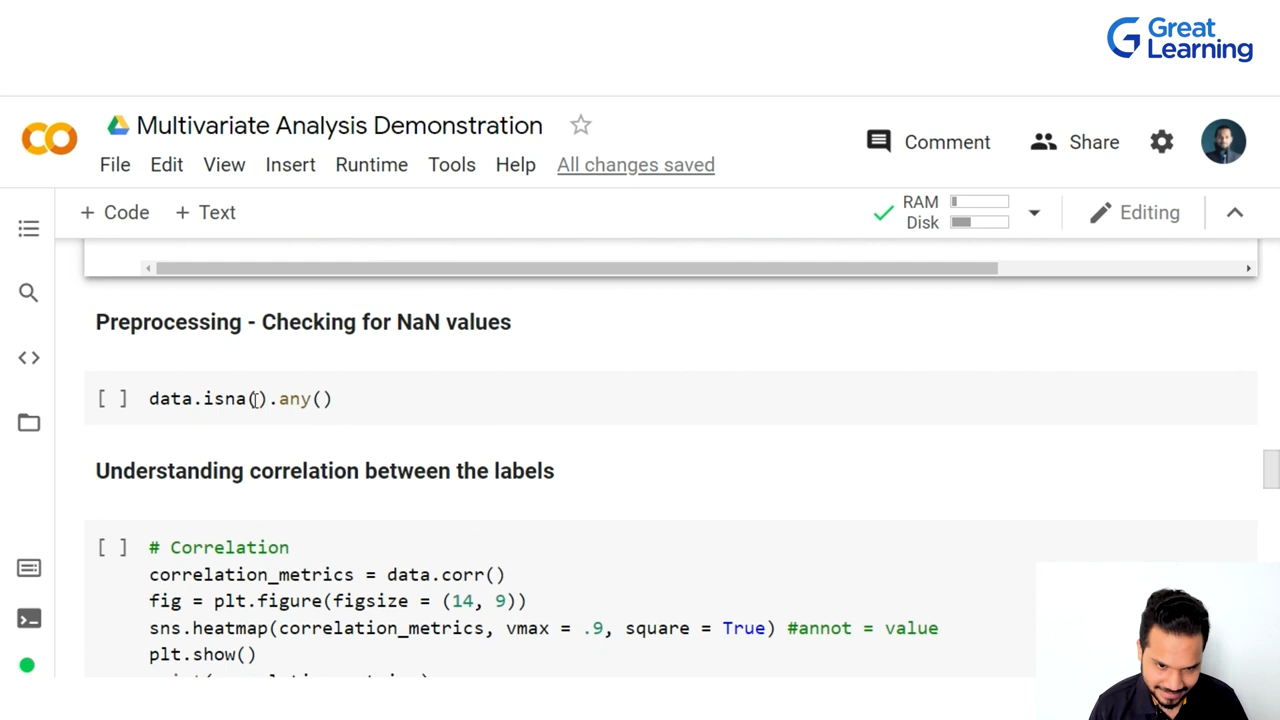 Great
Learning
Multivariate Analysis Demonstration
File Edit View Insert Runtime Tools Help All changes saved
Comment Share
+ Code + Text
RAM
Disk
Editing
Preprocessing - Checking for NaN values
[ ] data.isna().any()
Understanding correlation between the labels
[ ] # Correlation
correlation_metrics = data.corr()
fig = plt.figure(figsize = (14, 9))
sns.heatmap(correlation_metrics, vmax = .9, square = True) #annot = value
plt.show()